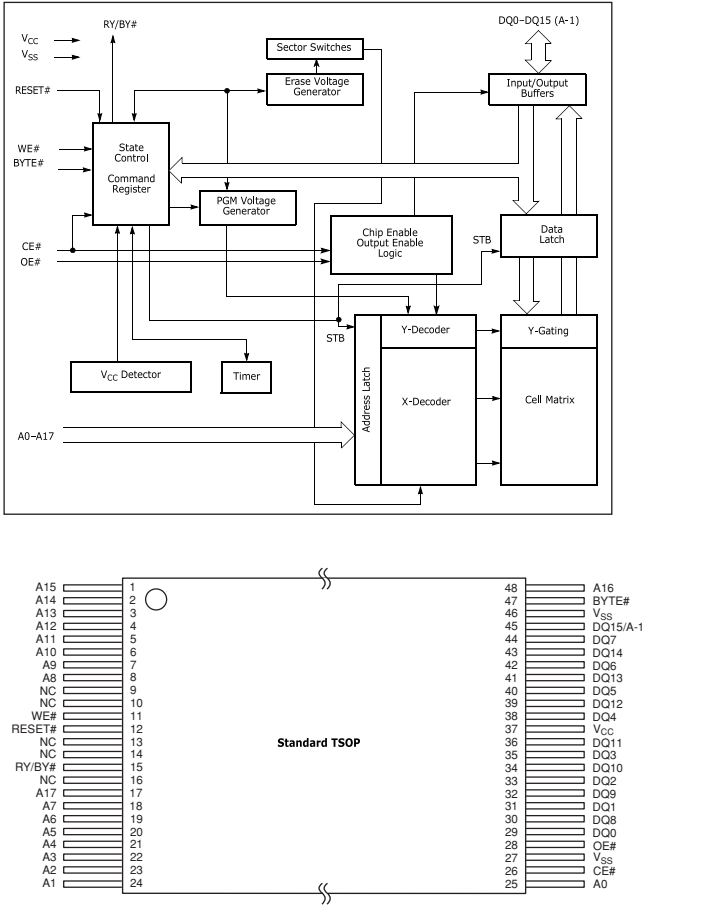 RY/BY#
DQ0–DQ15 (A-1)
VCC
VSS
Sector Switches
RESET#
Erase Voltage
Generator
Input/Output
Buffers
WE#
BYTE#
State
Control
Command
Register
PGM Voltage
Generator
CE#
OE#
Chip Enable
Output Enable
Logic
STB
Data
Latch
STB
Y-Decoder
Y-Gating
VCC Detector
Timer
Address Latch
X-Decoder
Cell Matrix
A0–A17
A15 1 48 A16
A14 2 47 BYTE#
A13 3 46 VSS
A12 4 45 DQ15/A-1
A11 5 44 DQ7
A10 6 43 DQ14
A9 7 42 DQ6
A8 8 41 DQ13
NC 9 40 DQ5
NC 10 39 DQ12
WE# 11 38 DQ4
RESET# 12 37 VCC
NC 13 36 DQ11
NC 14 35 DQ3
RY/BY# 15 34 DQ10
NC 16 33 DQ2
A17 17 32 DQ9
A7 18 31 DQ1
A6 19 30 DQ8
A5 20 29 DQ0
A4 21 28 OE#
A3 22 27 VSS
A2 23 26 CE#
A1 24 25 A0
Standard TSOP